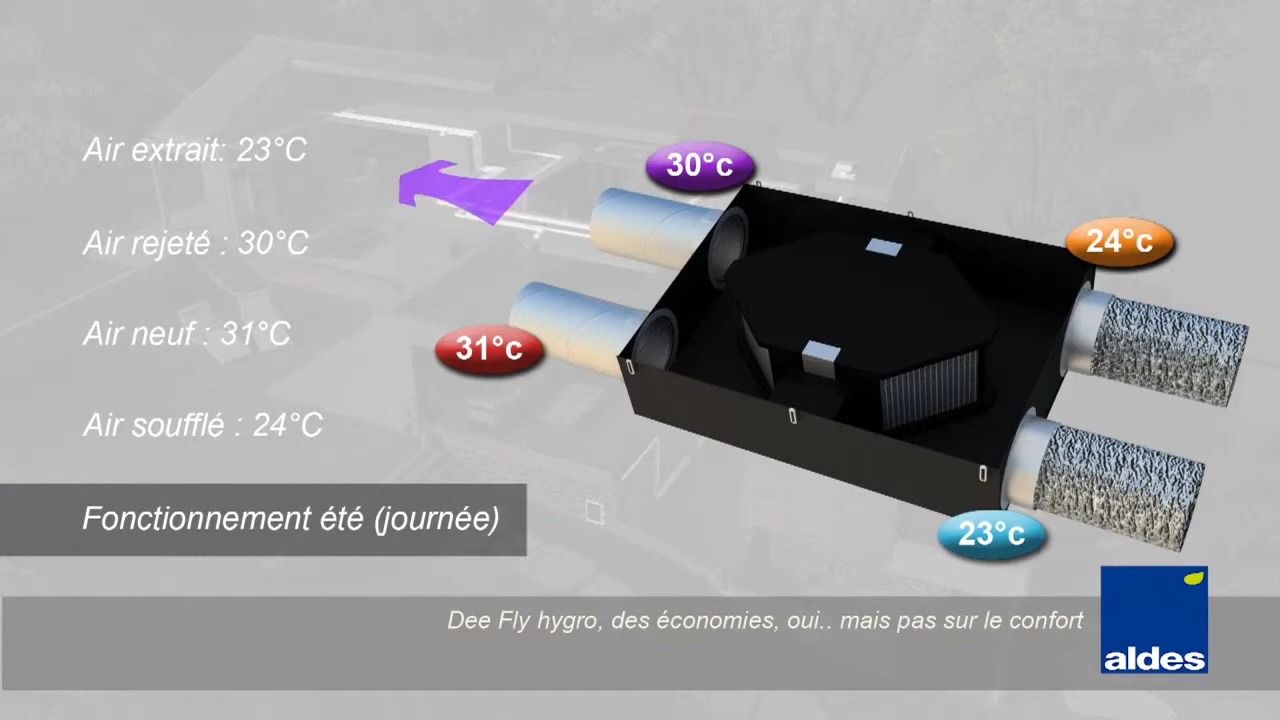 Air extrait: 23°C
Air rejeté : 30°C
Air neuf : 31°C
Air soufflé : 24°C
Fonctionnement été (journée)
30°c
24°c
31°c
23°c
Dee Fly hygro, des économies, oui.. mais pas sur le confort
aldes